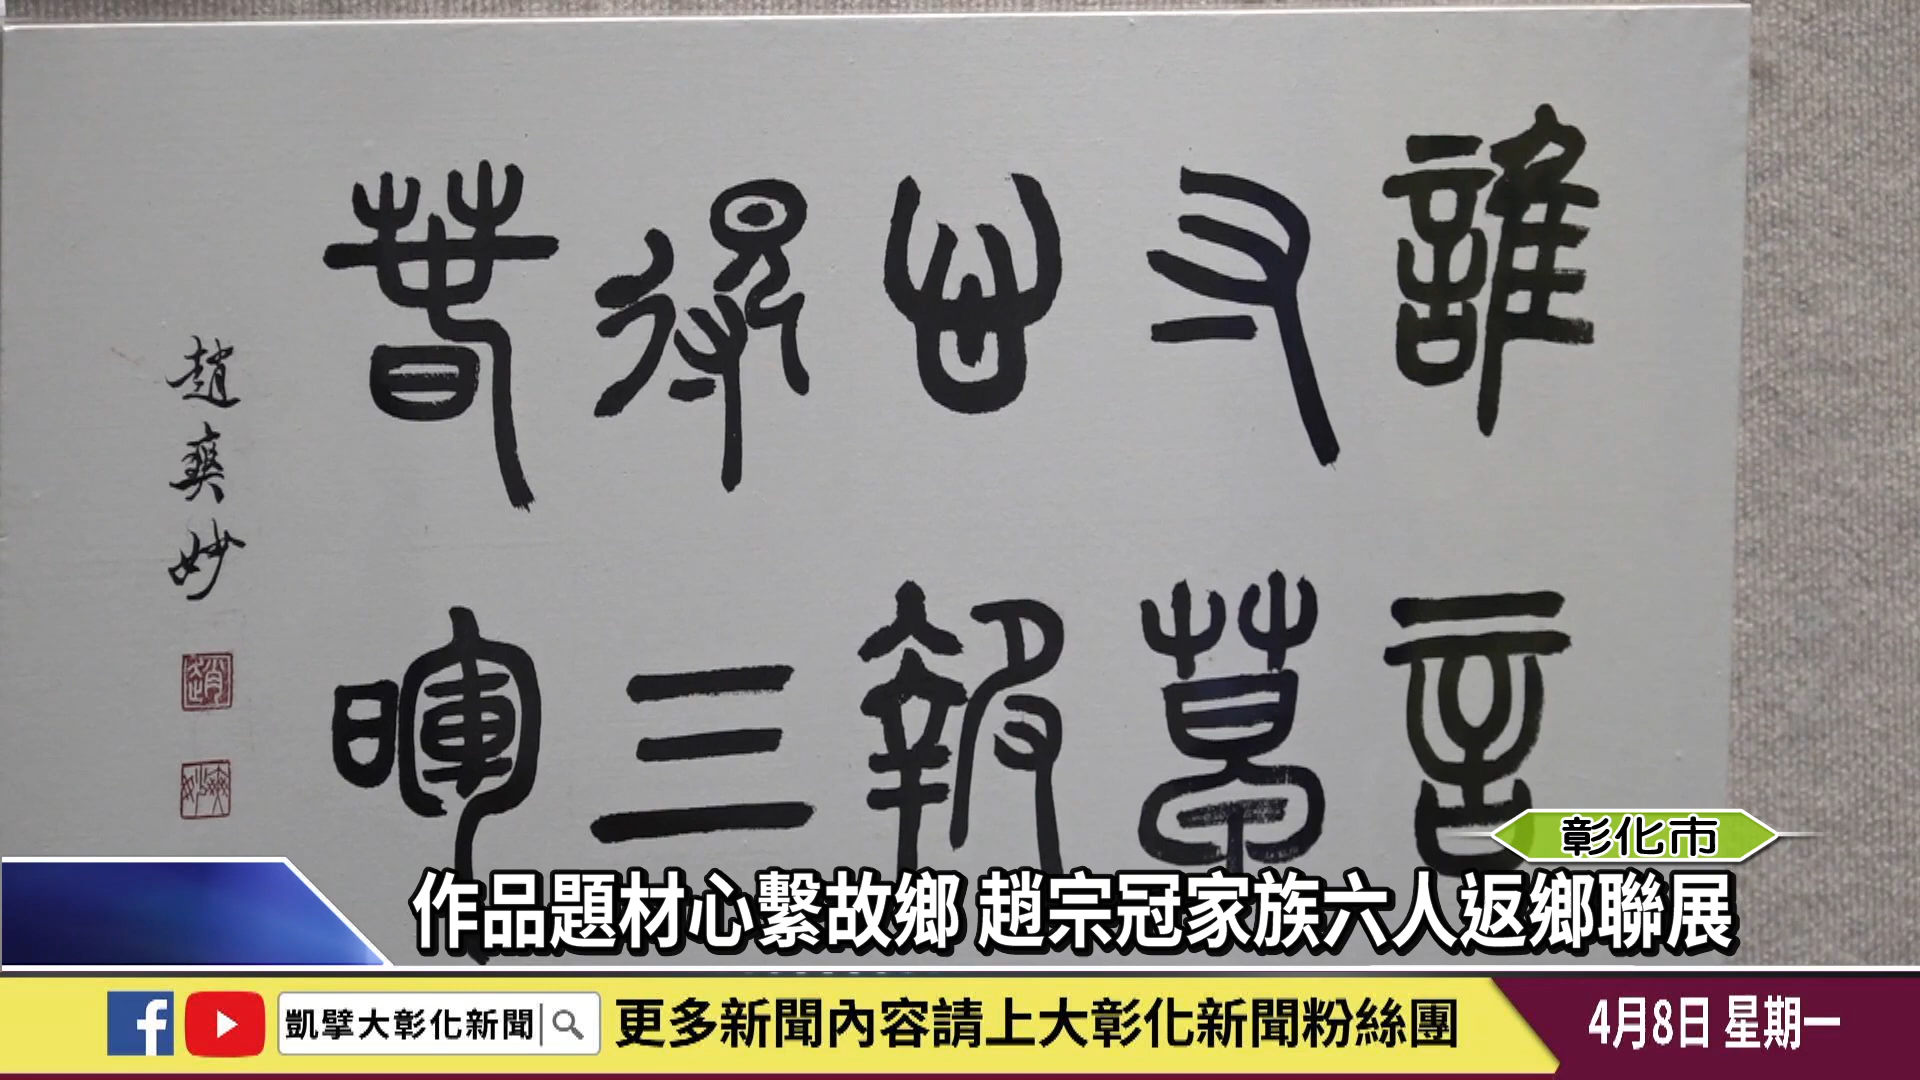 誰言
寸草
心報
得三
春暉
趙 妙
彰化市
作品題材心繫故鄉 趙宗冠家族六人返鄉聯展
凱擘大彰化新聞
更多新聞內容請上大彰化新聞粉絲團
4月8日 星期一